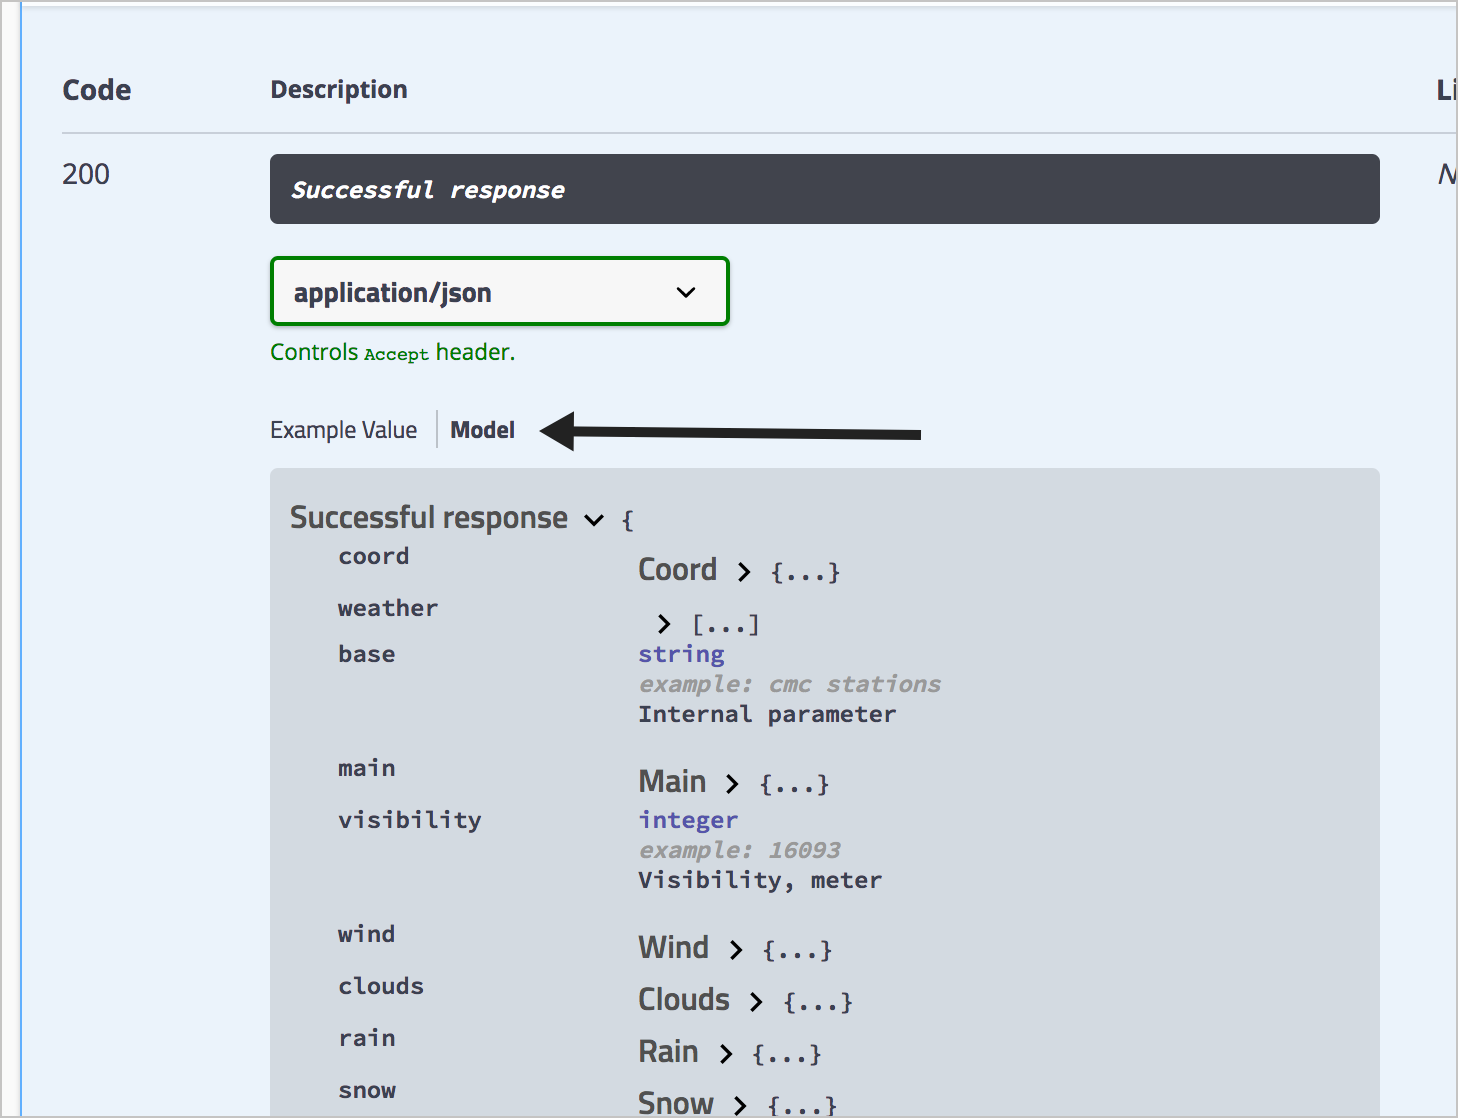 Code Description Li
200 Successful response N
application/json
Controls Accept header.
Example Value Model
Successful response {
coord Coord {...}
weather [...]
base string
example: cmc stations
Internal parameter
main Main {...}
visibility integer
example: 16093
Visibility, meter
wind Wind {...}
clouds Clouds {...}
rain Rain {...}
snow Snow {...}